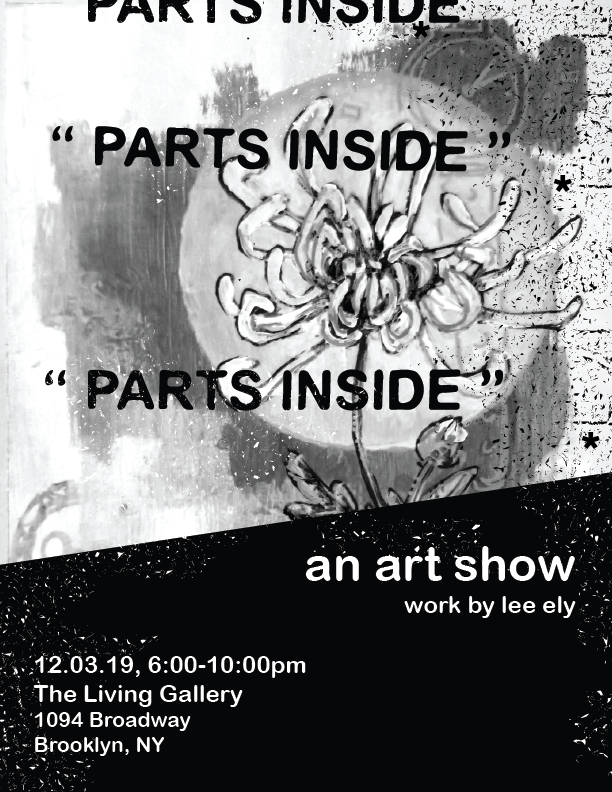 PARTS INSIDE
*
“ PARTS INSIDE ”
*
“ PARTS INSIDE ”
*
an art show
work by lee ely
12.03.19, 6:00-10:00pm
The Living Gallery
1094 Broadway
Brooklyn, NY